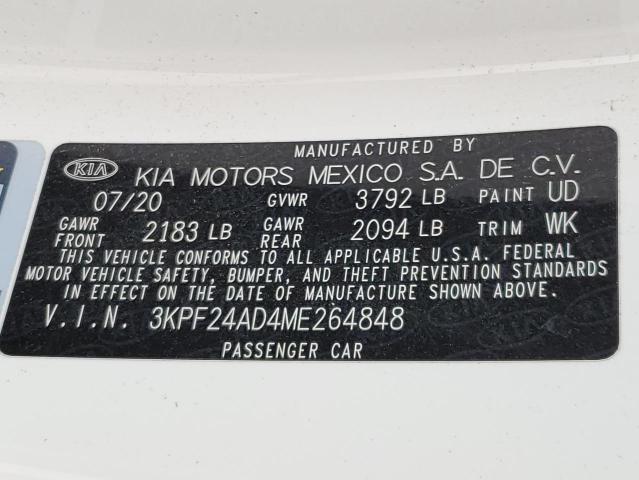 MANUFACTURED BY
KIA KIA MOTORS MEXICO S.A. DE C.V.
07/20 GVWR 3792 LB PAINT UD
GAWR FRONT 2183 LB GAWR REAR 2094 LB TRIM WK
THIS VEHICLE CONFORMS TO ALL APPLICABLE U.S.A. FEDERAL
MOTOR VEHICLE SAFETY, BUMPER, AND THEFT PREVENTION STANDARDS
IN EFFECT ON THE DATE OF MANUFACTURE SHOWN ABOVE.
V.I.N. 3KPF24AD4ME264848
PASSENGER CAR